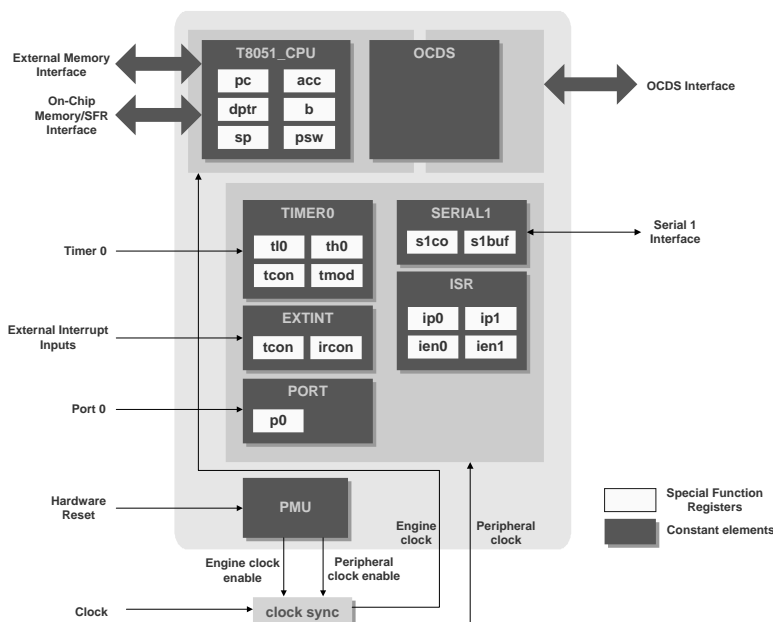 T8051_CPU
OCDS
External Memory
Interface
pc
acc
OCDS Interface
On-Chip
Memory/SFR
Interface
dptr
b
sp
psw
TIMER0
SERIAL1
tl0
th0
s1co
s1buf
Serial 1
Interface
Timer 0
tcon
tmod
ISR
EXTINT
ip0
ip1
External Interrupt
Inputs
tcon
ircon
ien0
ien1
PORT
Port 0
p0
Hardware
Reset
PMU
Special Function
Registers
Engine
clock
Peripheral
clock
Constant elements
Engine clock
enable
Peripheral
clock enable
Clock
clock sync